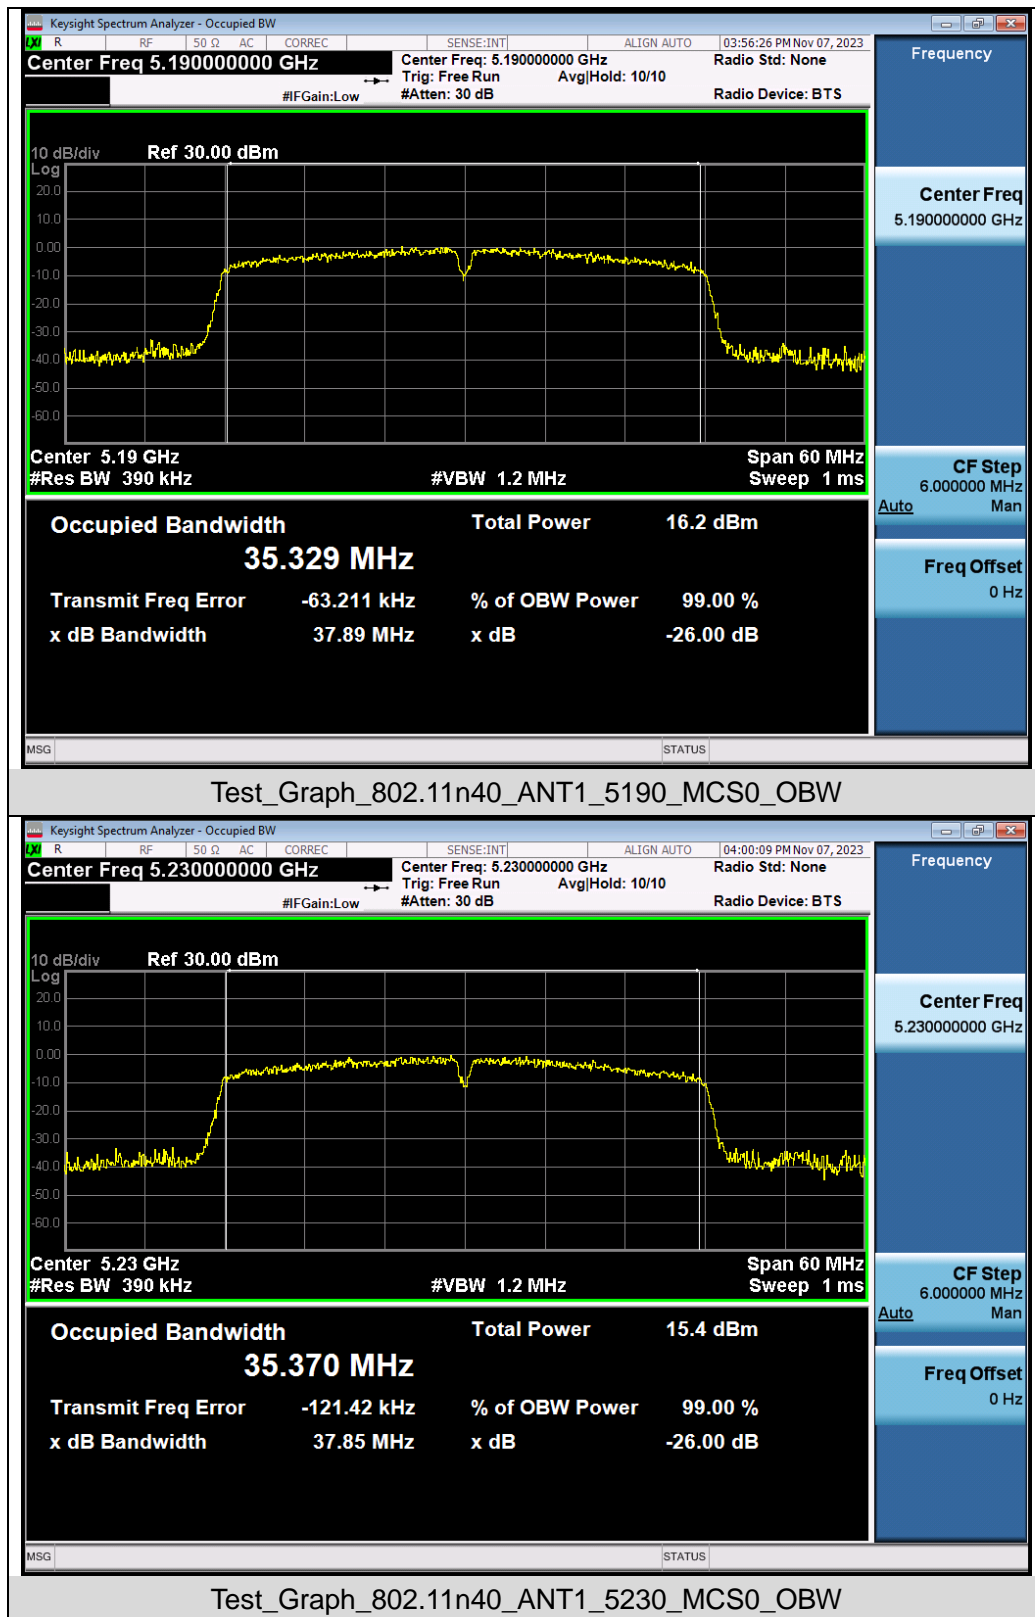 Keysight Spectrum Analyzer - Occupied BW
LXI R RF 50 Ω AC CORREC SENSE:INT ALIGN AUTO 03:56:26 PM Nov 07, 2023
Center Freq 5.190000000 GHz Center Freq: 5.190000000 GHz Radio Std: None
Trig: Free Run Avg|Hold: 10/10
#IFGain:Low #Atten: 30 dB Radio Device: BTS
10 dB/div Ref 30.00 dBm
Log
20.0
10.0
0.00
-10.0
-20.0
-30.0
-40.0
-50.0
-60.0
Center 5.19 GHz Span 60 MHz
#Res BW 390 kHz #VBW 1.2 MHz Sweep 1 ms
Occupied Bandwidth Total Power 16.2 dBm
35.329 MHz
Transmit Freq Error -63.211 kHz % of OBW Power 99.00 %
x dB Bandwidth 37.89 MHz x dB -26.00 dB
MSG STATUS
Frequency
Center Freq
5.190000000 GHz
CF Step
6.000000 MHz
Auto Man
Freq Offset
0 Hz
Test_Graph_802.11n40_ANT1_5190_MCS0_OBW
Keysight Spectrum Analyzer - Occupied BW
LXI R RF 50 Ω AC CORREC SENSE:INT ALIGN AUTO 04:00:09 PM Nov 07, 2023
Center Freq 5.230000000 GHz Center Freq: 5.230000000 GHz Radio Std: None
Trig: Free Run Avg|Hold: 10/10
#IFGain:Low #Atten: 30 dB Radio Device: BTS
10 dB/div Ref 30.00 dBm
Log
20.0
10.0
0.00
-10.0
-20.0
-30.0
-40.0
-50.0
-60.0
Center 5.23 GHz Span 60 MHz
#Res BW 390 kHz #VBW 1.2 MHz Sweep 1 ms
Occupied Bandwidth Total Power 15.4 dBm
35.370 MHz
Transmit Freq Error -121.42 kHz % of OBW Power 99.00 %
x dB Bandwidth 37.85 MHz x dB -26.00 dB
MSG STATUS
Frequency
Center Freq
5.230000000 GHz
CF Step
6.000000 MHz
Auto Man
Freq Offset
0 Hz
Test_Graph_802.11n40_ANT1_5230_MCS0_OBW